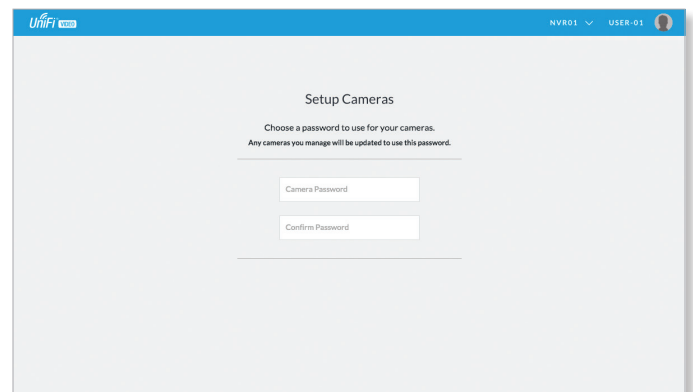 UniFi VIDEO
NVR01 USER-01
Setup Cameras
Choose a password to use for your cameras.
Any cameras you manage will be updated to use this password.
Camera Password
Confirm Password